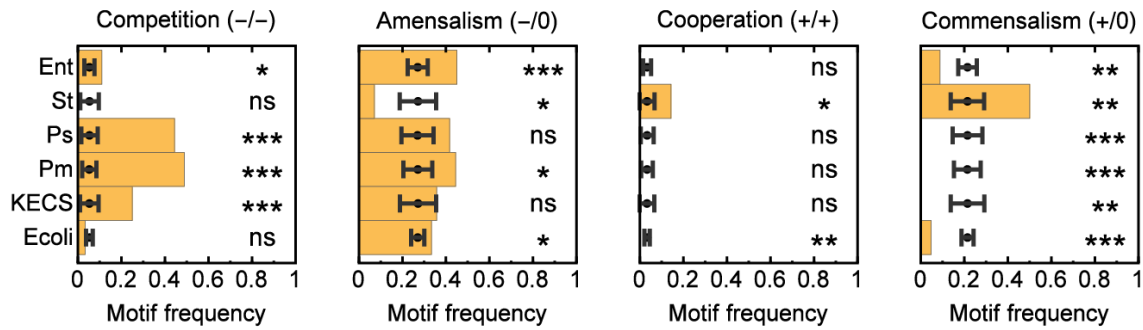 Competition (−/−) Amensalism (−/0) Cooperation (+/+) Commensalism (+/0)
Ent * *** ns **
St ns * * **
Ps *** ns ns ***
Pm *** * ns ***
KECS *** ns ns **
Ecoli ns * ** ***
0 0.2 0.4 0.6 0.8 1 0 0.2 0.4 0.6 0.8 1 0 0.2 0.4 0.6 0.8 1 0 0.2 0.4 0.6 0.8 1
Motif frequency Motif frequency Motif frequency Motif frequency